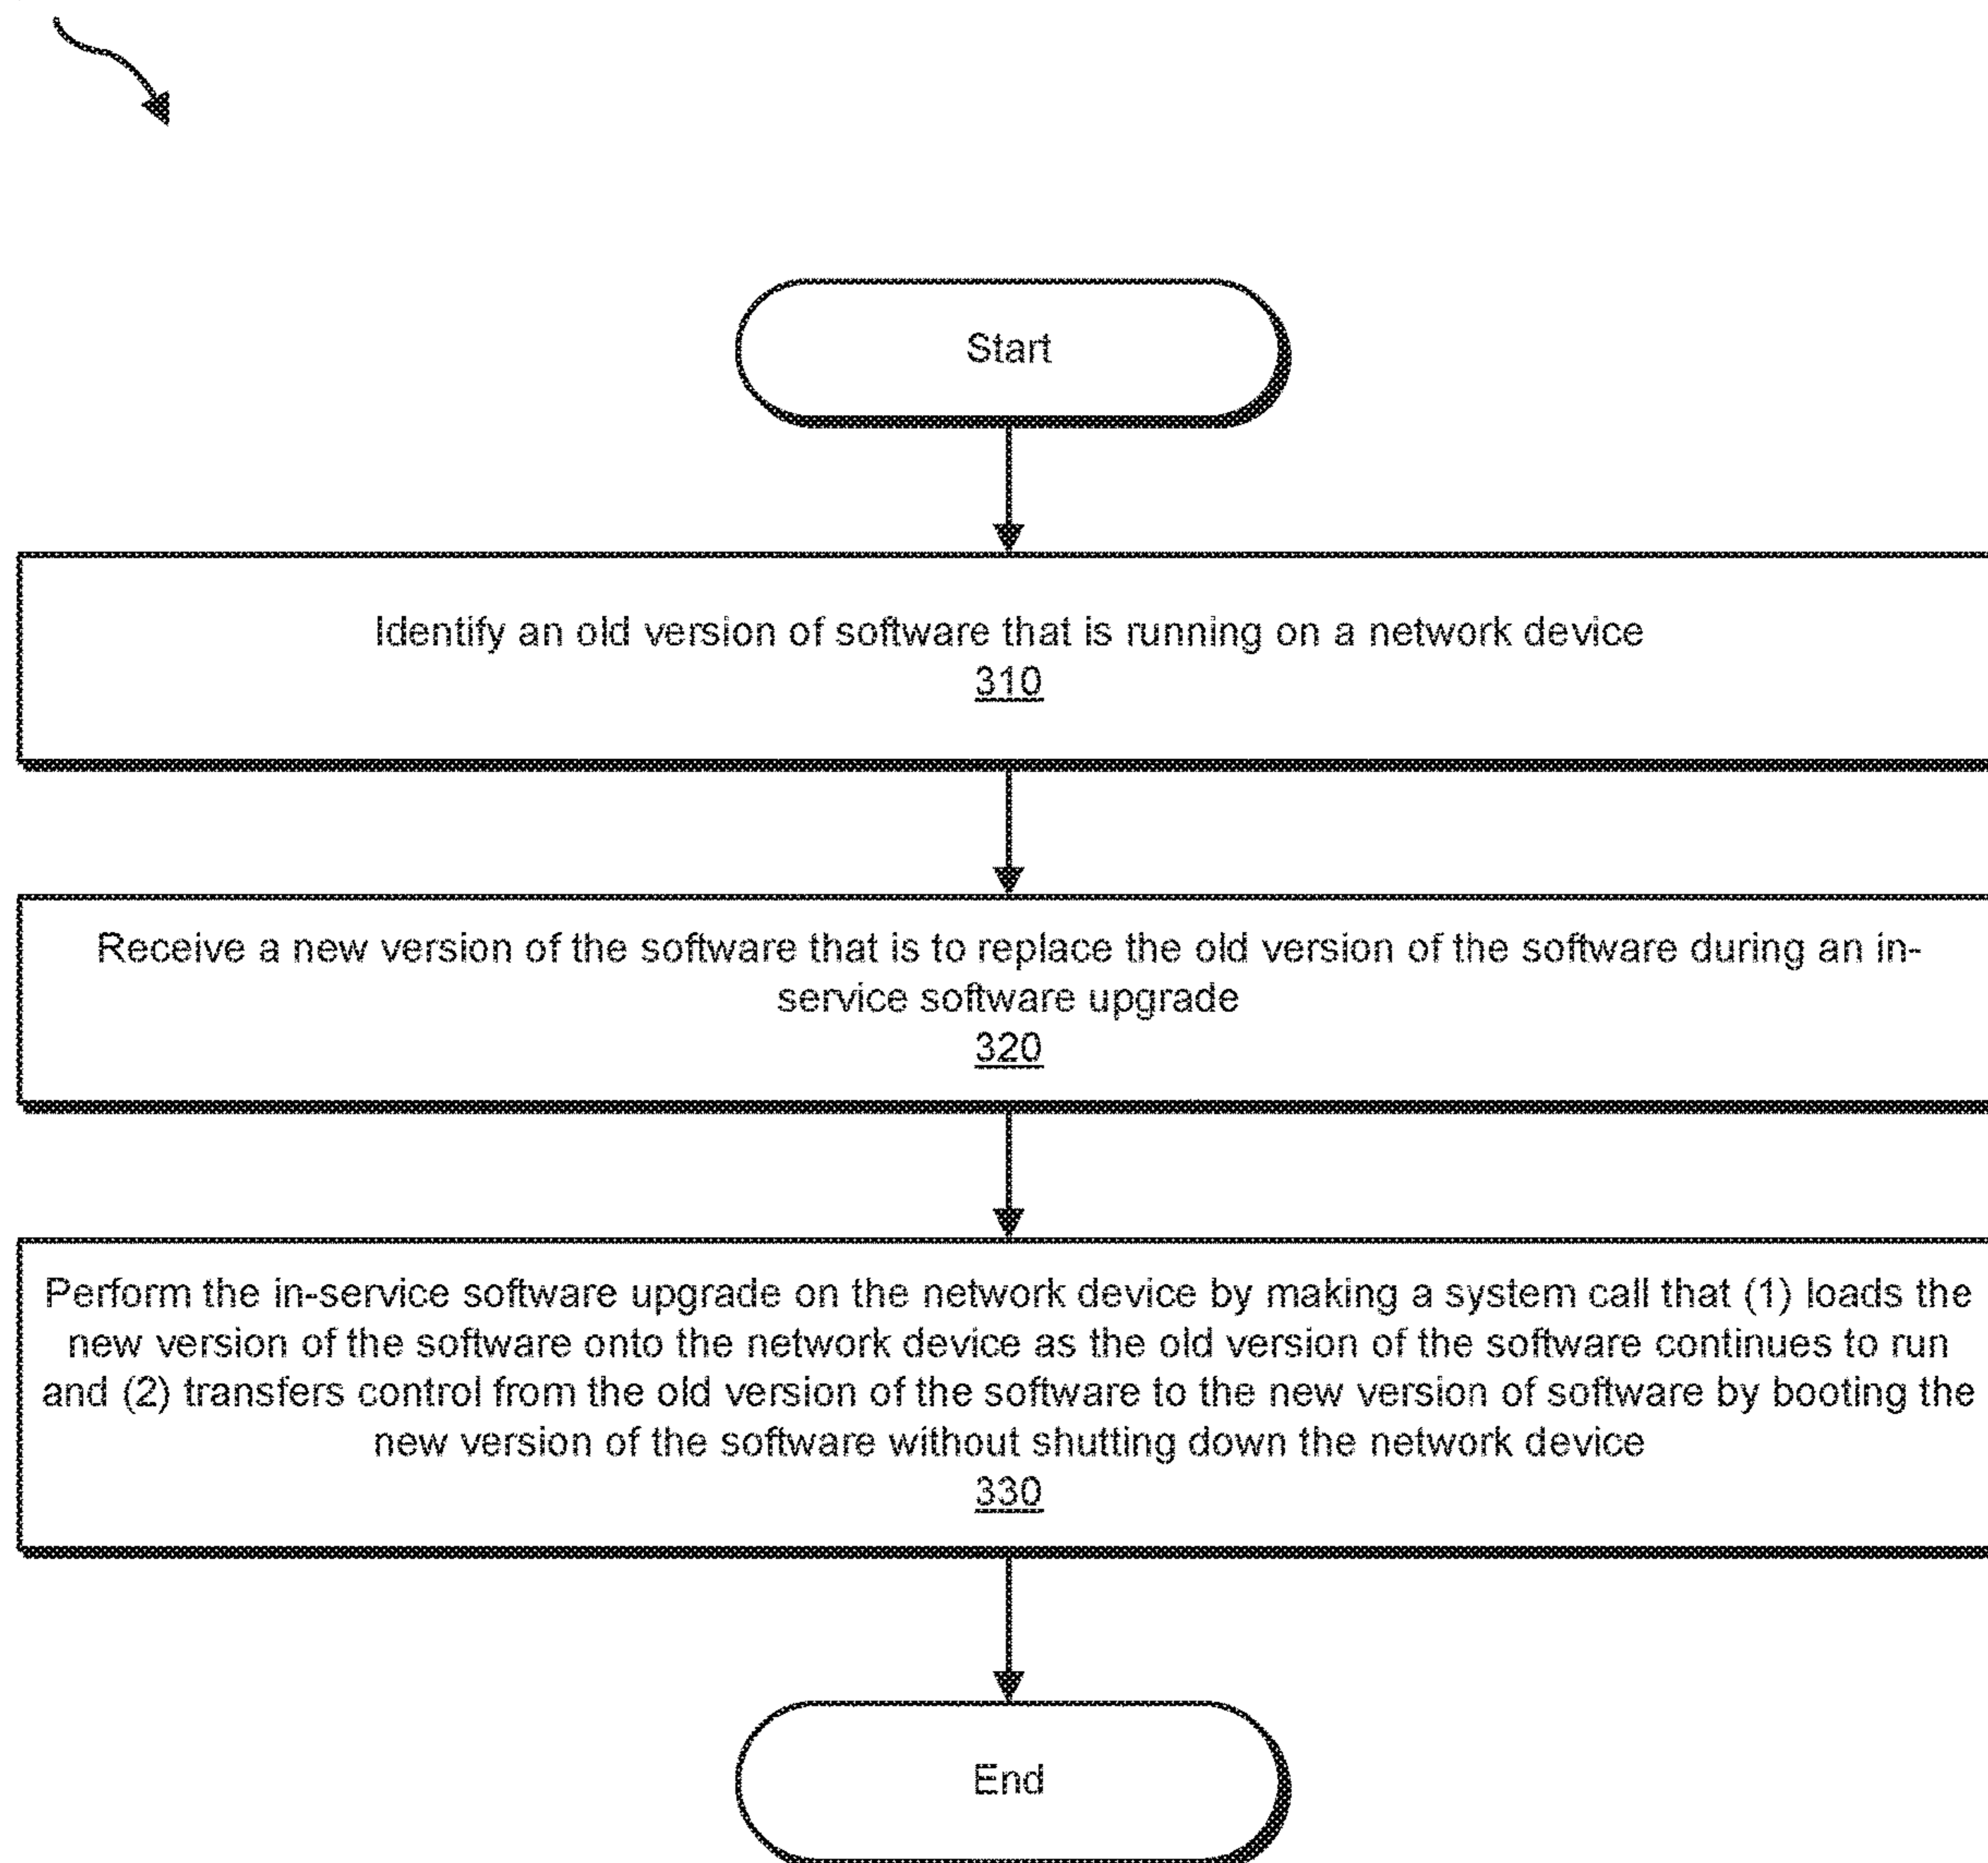 Start
Identify an old version of software that is running on a network device
310
Receive a new version of the software that is to replace the old version of the software during an in-
service software upgrade
320
Perform the in-service software upgrade on the network device by making a system call that (1) loads the
new version of the software onto the network device as the old version of the software continues to run
and (2) transfers control from the old version of the software to the new version of software by booting the
new version of the software without shutting down the network device
330
End